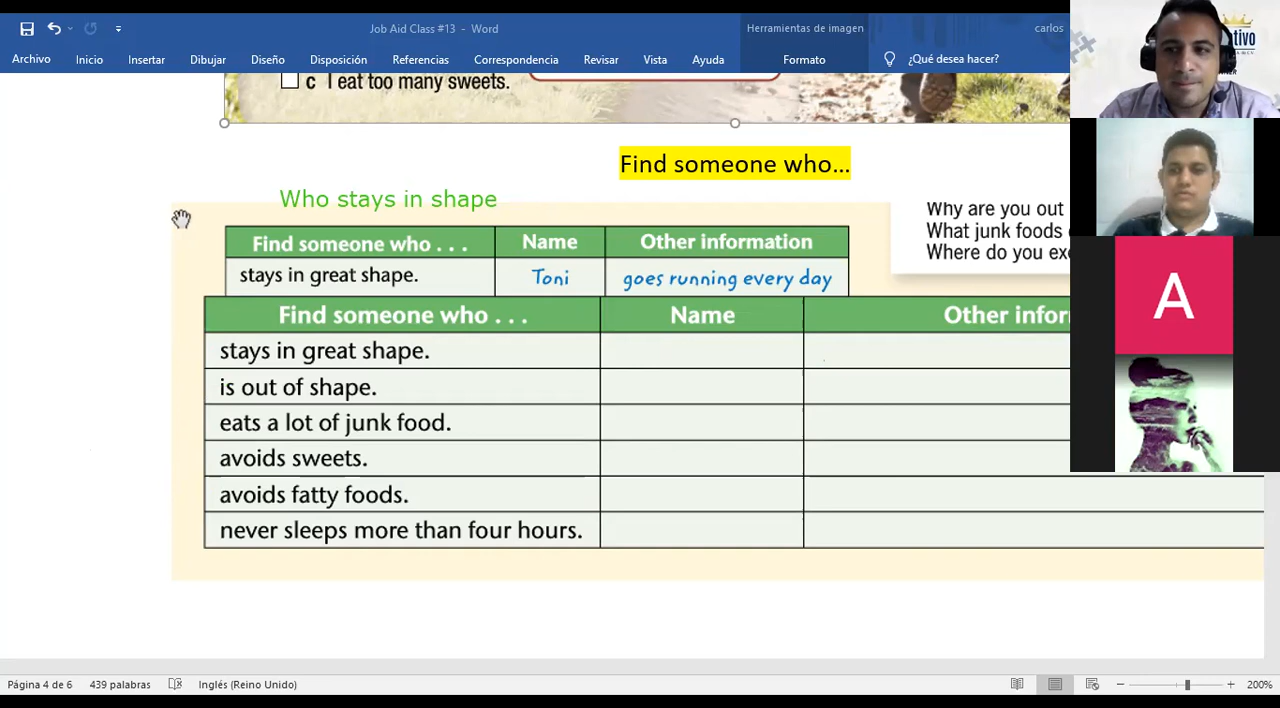 Job Aid Class #13 - Word
Herramientas de imagen
carlos
Archivo Inicio Insertar Dibujar Diseño Disposición Referencias Correspondencia Revisar Vista Ayuda Formato ¿Qué desea hacer?
tivo
c I eat too many sweets.
Find someone who...
Who stays in shape
Why are you out
What junk foods
Where do you exe
Find someone who . . . Name Other information
stays in great shape. Toni goes running every day
Find someone who . . . Name Other infor
stays in great shape.
is out of shape.
eats a lot of junk food.
avoids sweets.
avoids fatty foods.
never sleeps more than four hours.
A
Página 4 de 6 439 palabras Inglés (Reino Unido) 200%